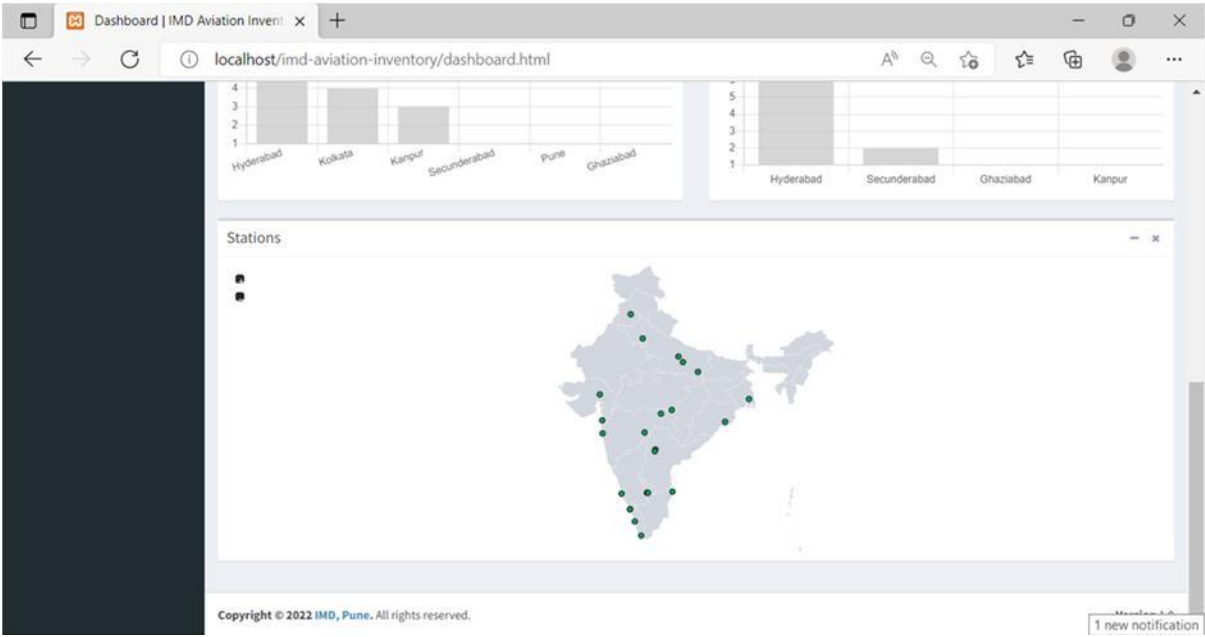 Dashboard | IMD Aviation Invent
localhost/imd-aviation-inventory/dashboard.html
4
3
2
1
Hyderabad Kolkata Kanpur Secunderabad Pune Ghaziabad
5
4
3
2
1
Hyderabad Secunderabad Ghaziabad Kanpur
Stations
Copyright © 2022 IMD, Pune. All rights reserved.
1 new notification